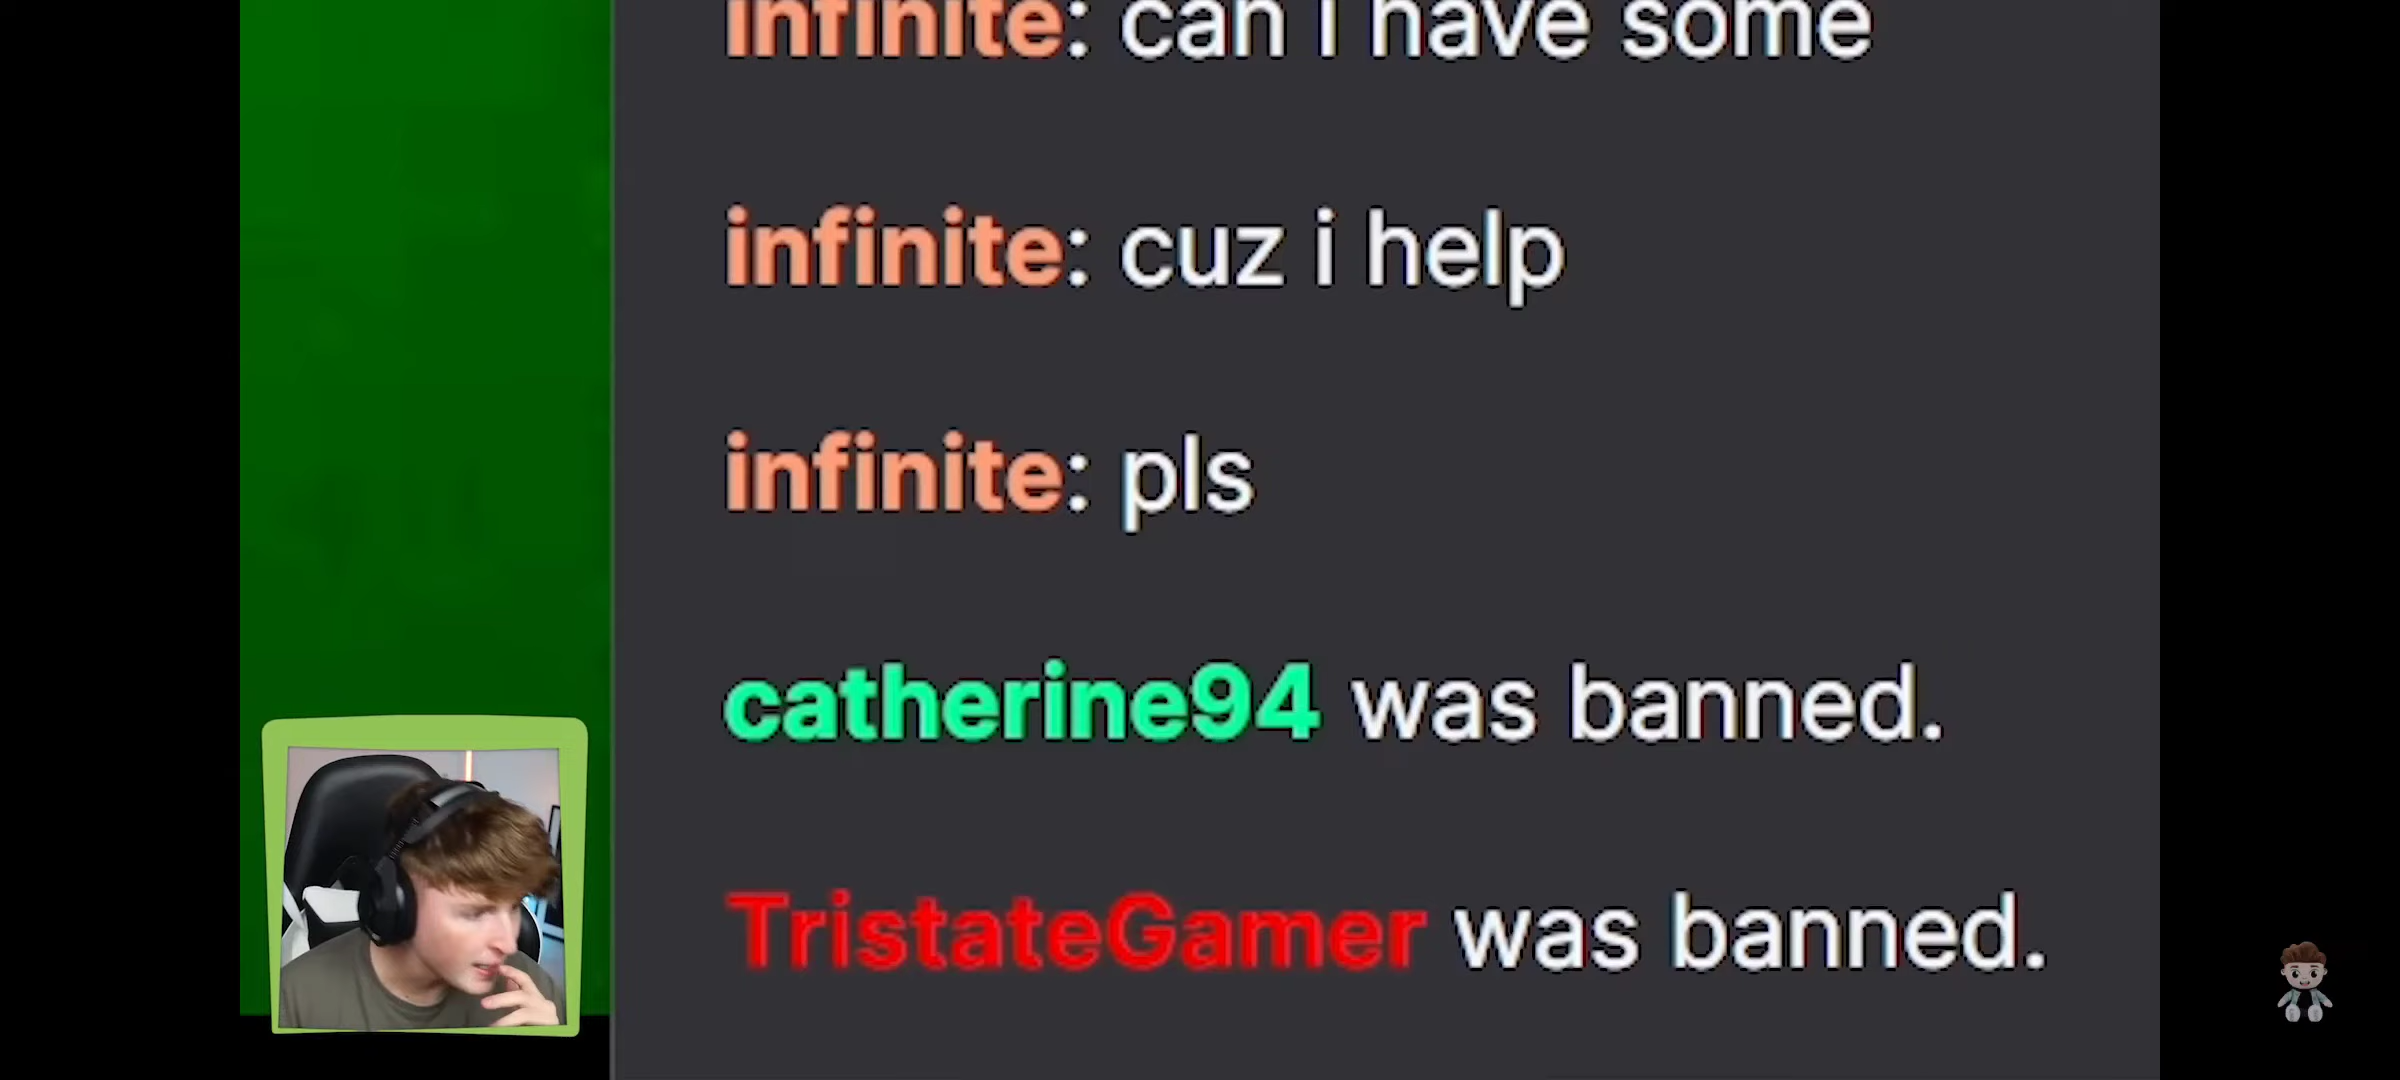 infinite: can i have some
infinite: cuz i help
infinite: pls
catherine94 was banned.
TristateGamer was banned.